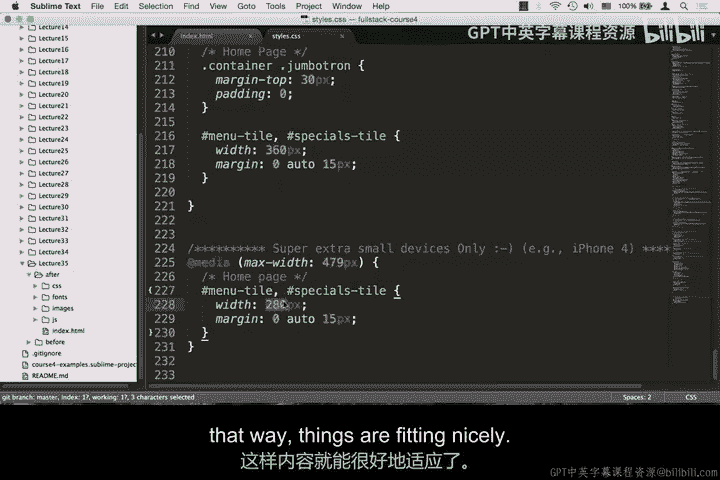 Sublime Text File Edit Selection Find View Goto Tools Project Window Help 100%
styles.css — fullstack-course4
GPT中英字幕课程资源 bilibili
index.html styles.css
Lecture15
Lecture16
Lecture17
Lecture18
Lecture19
Lecture20
Lecture21
Lecture22
Lecture23
Lecture24
Lecture25
Lecture26
Lecture27
Lecture28
Lecture29
Lecture30
Lecture31
Lecture32
Lecture33
Lecture34
Lecture35
after
css
fonts
images
js
index.html
before
.gitignore
course4-examples.sublime-project
README.md
210 /* Home Page */
211 .container .jumbotron {
212 margin-top: 30px;
213 padding: 0;
214 }
215
216 #menu-tile, #specials-tile {
217 width: 360px;
218 margin: 0 auto 15px;
219 }
220
221 }
222
223
224 /********** Super extra small devices Only :-) (e.g., iPhone 4) ****
225 @media (max-width: 479px) {
226 /* Home page */
227 #menu-tile, #specials-tile {
228 width: 280px;
229 margin: 0 auto 15px;
230 }
231 }
232
233
git branch: master, index: 1?, working: 1?, 3 characters selected Spaces: 2 CSS
that way, things are fitting nicely.
这样内容就能很好地适应了。
GPT中英字幕课程资源@bilibili.com